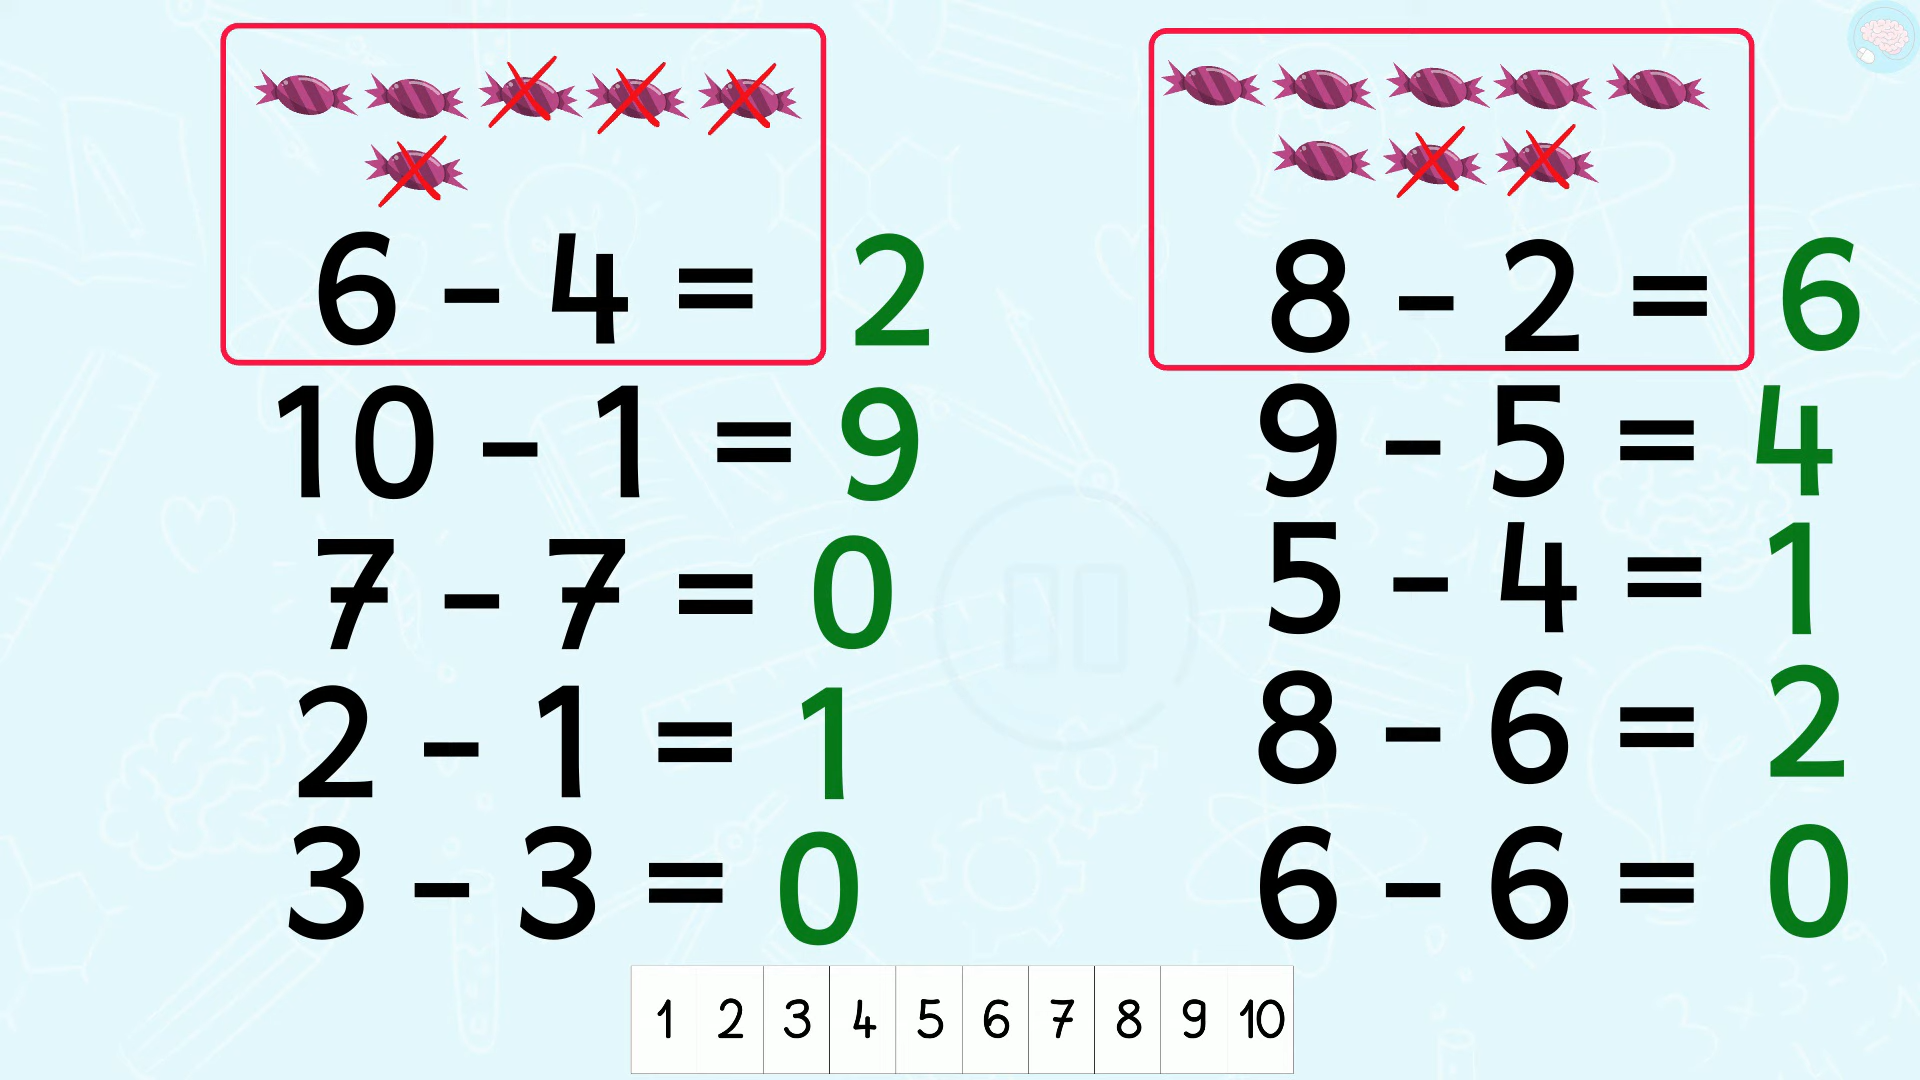 6 - 4 = 2
10 - 1 = 9
7 - 7 = 0
2 - 1 = 1
3 - 3 = 0
8 - 2 = 6
9 - 5 = 4
5 - 4 = 1
8 - 6 = 2
6 - 6 = 0
1 2 3 4 5 6 7 8 9 10